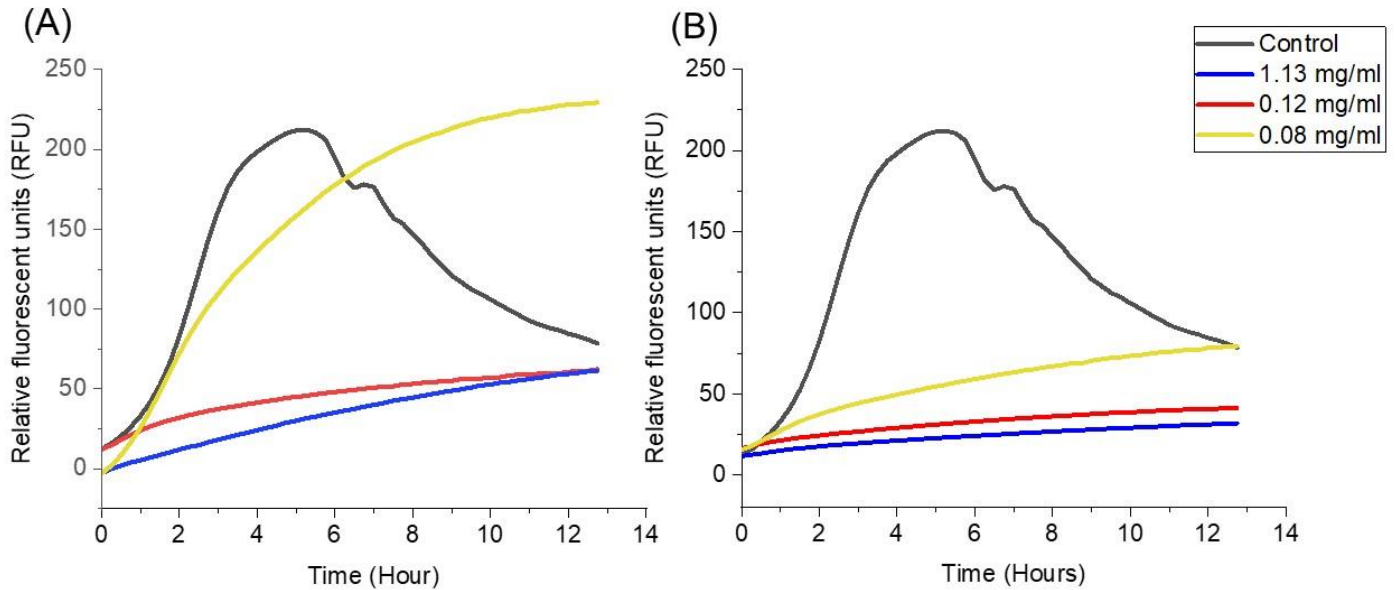 (A)
250
200
150
100
50
0
Relative fluorescent units (RFU)
0 2 4 6 8 10 12 14
Time (Hour)
(B)
250
200
150
100
50
0
Relative fluorescent units (RFU)
0 2 4 6 8 10 12 14
Time (Hours)
Control
1.13 mg/ml
0.12 mg/ml
0.08 mg/ml